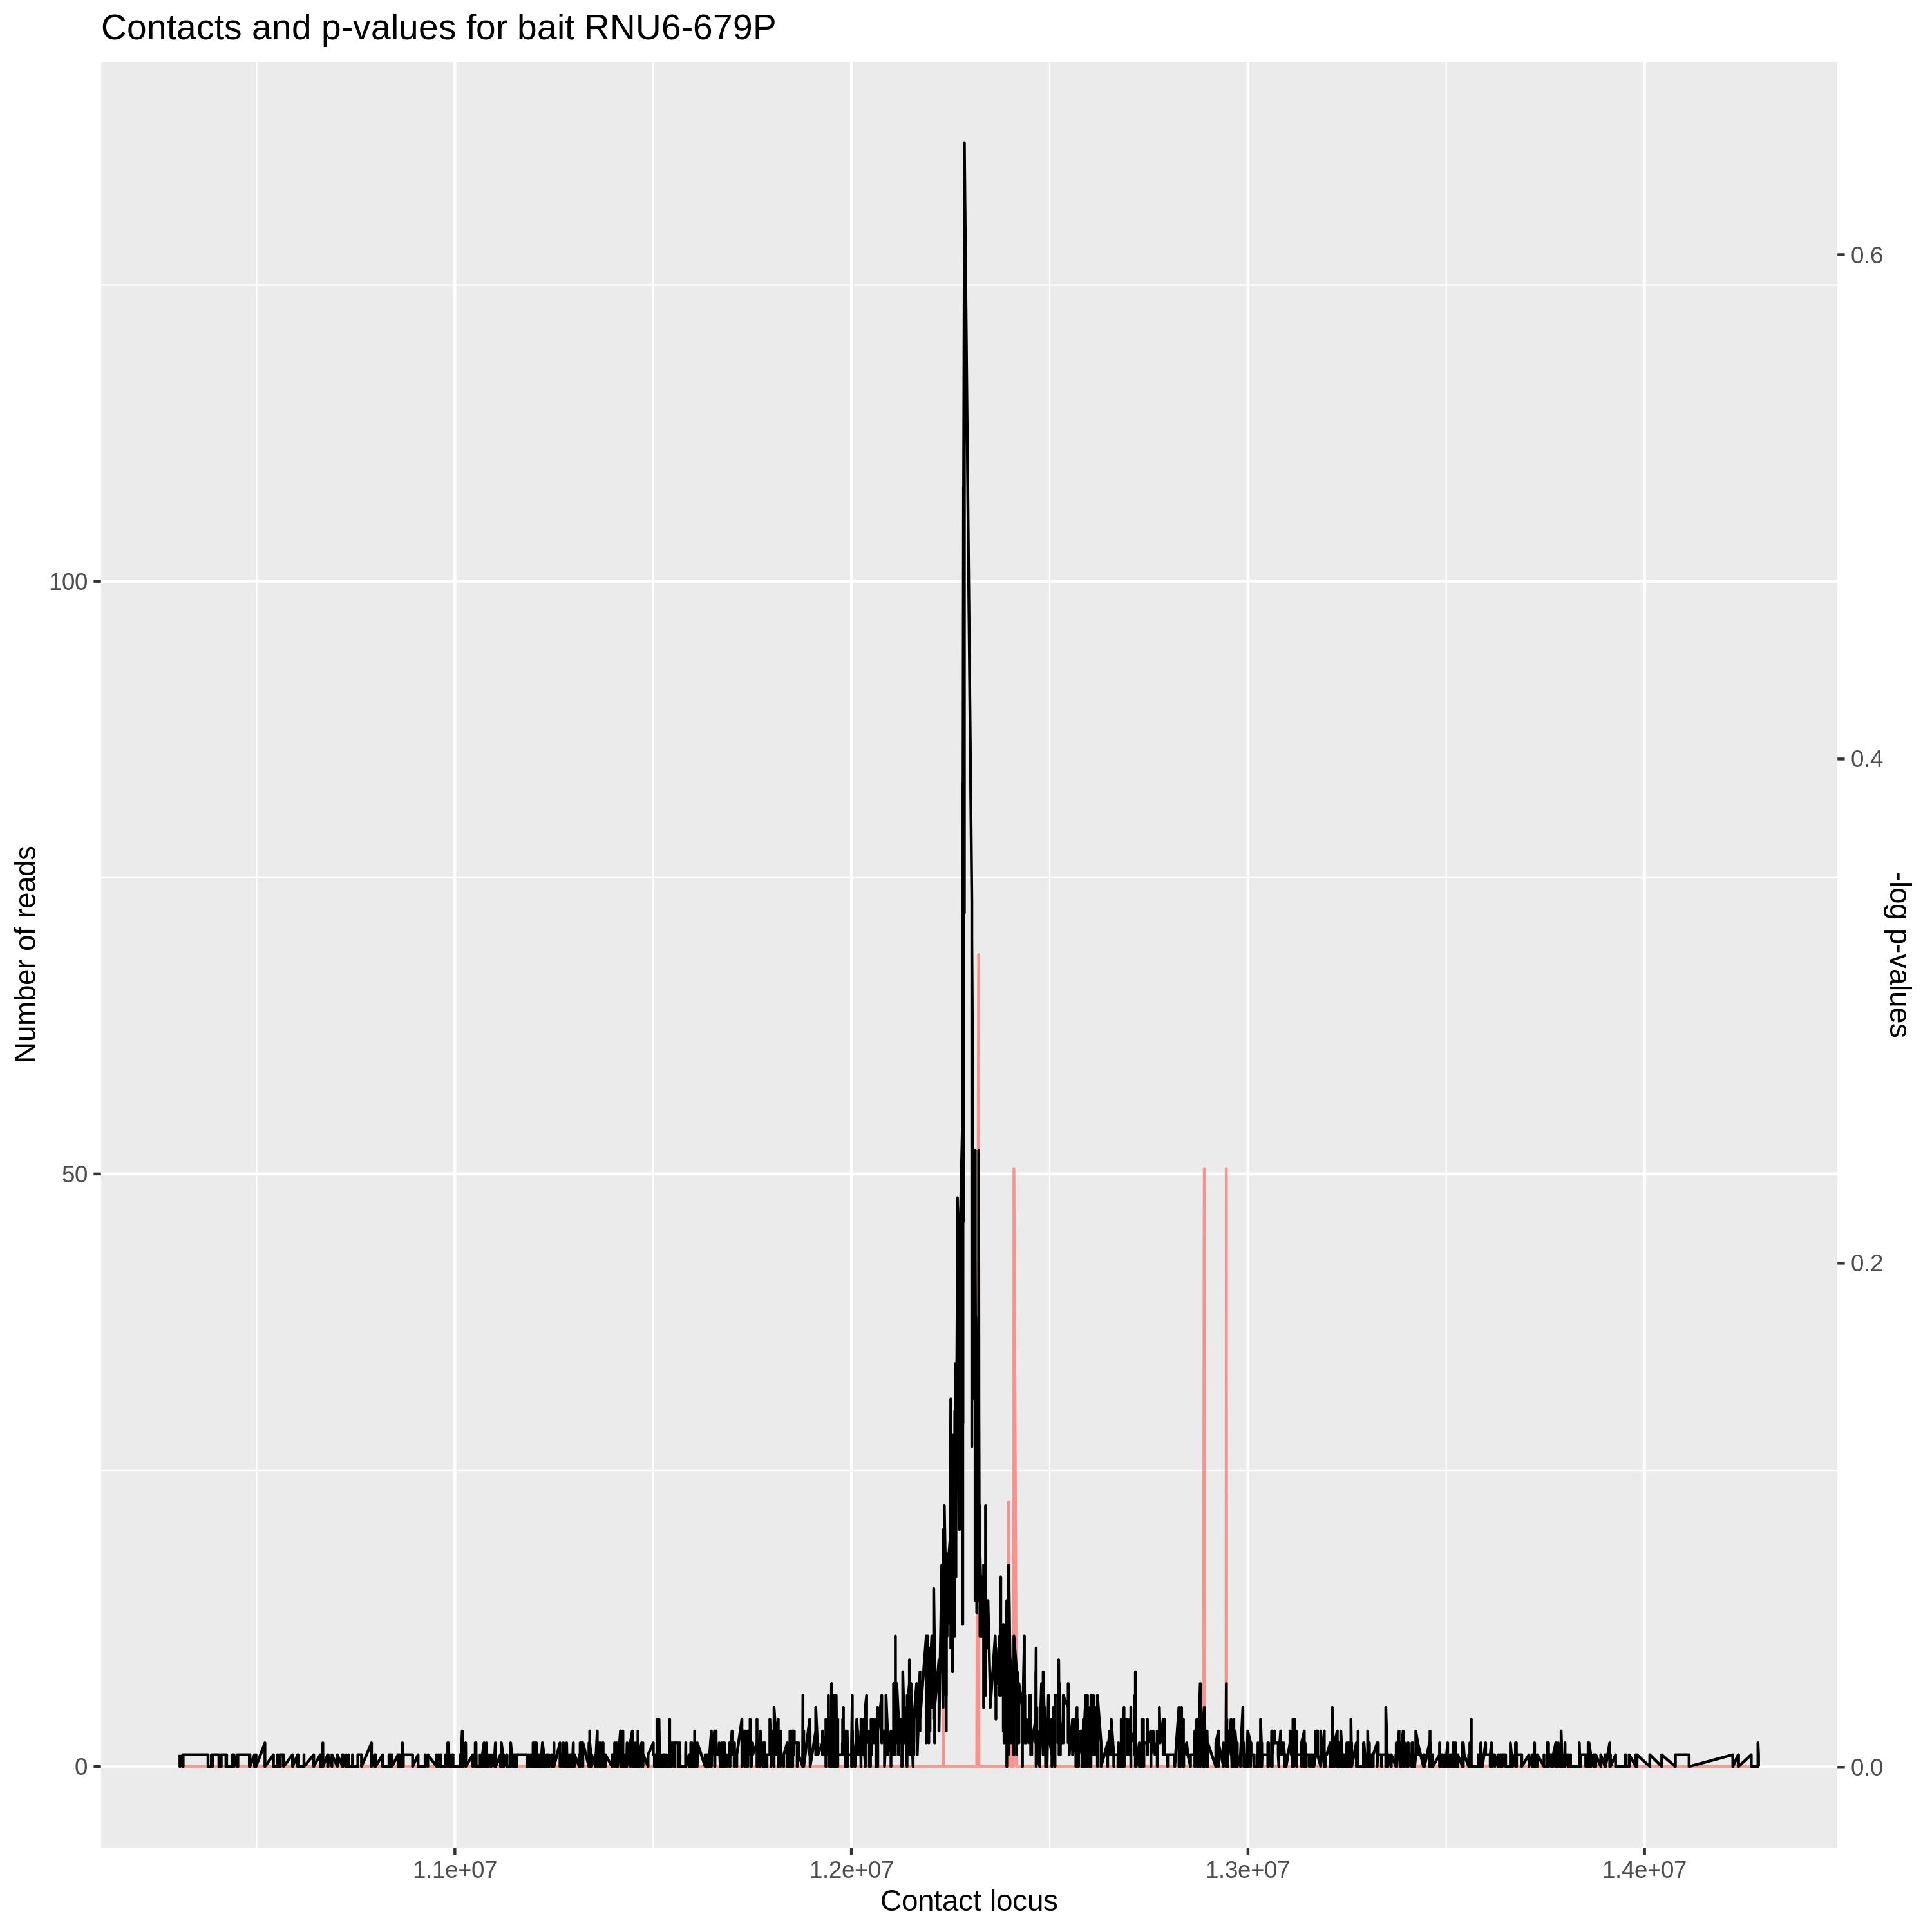 Contacts and p-values for bait RNU6-679P
Number of reads
100
50
0
0.6
0.4
0.2
0.0
-log p-values
1.1e+07
1.2e+07
1.3e+07
1.4e+07
Contact locus